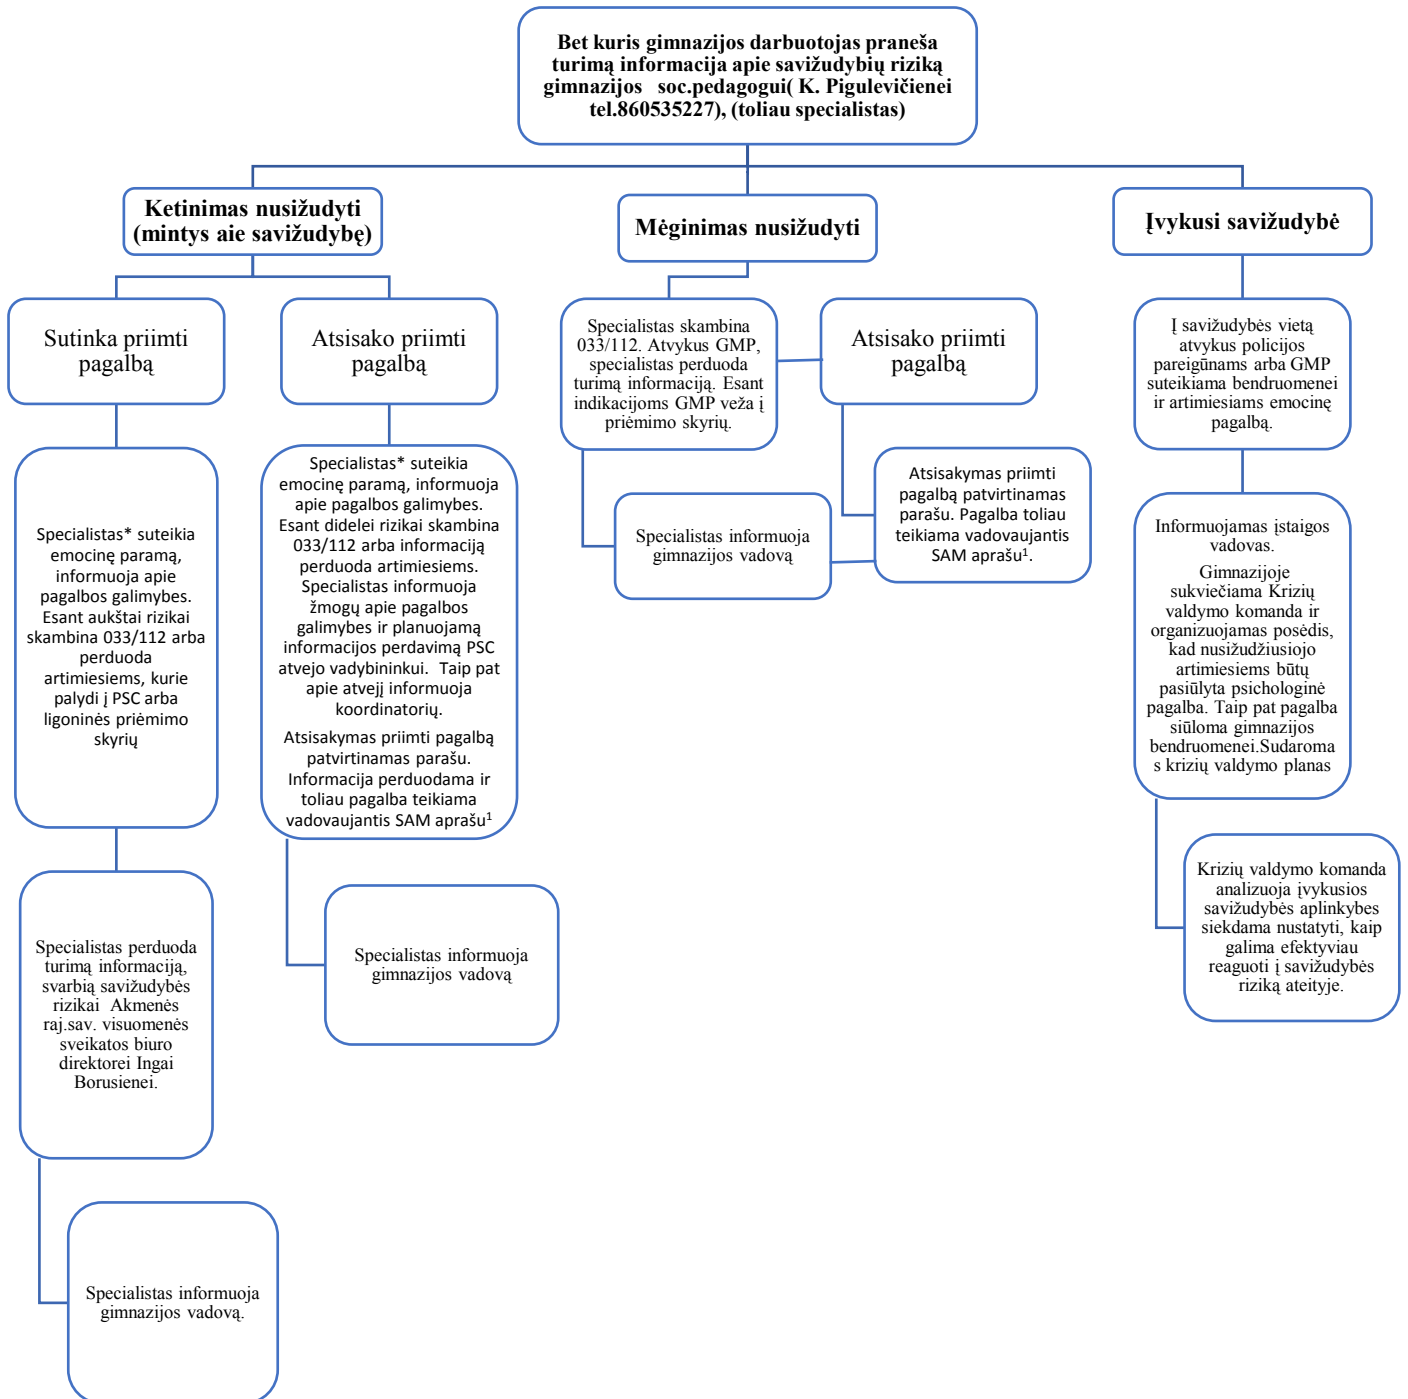 Bet kuris gimnazijos darbuotojas praneša
turimą informacija apie savižudybių riziką
gimnazijos soc.pedagogui( K. Pigulevičienei
tel.860535227), (toliau specialistas)
Ketinimas nusižudyti
(mintys aie savižudybę)
Mėginimas nusižudyti
Įvykusi savižudybė
Sutinka priimti
pagalbą
Atsisako priimti
pagalbą
Specialistas skambina
033/112. Atvykus GMP,
specialistas perduoda
turimą informaciją. Esant
indikacijoms GMP veža į
priėmimo skyrių.
Atsisako priimti
pagalbą
Į savižudybės vietą
atvykus policijos
pareigūnams arba GMP
suteikiama bendruomenei
ir artimiesiams emocinę
pagalbą.
Specialistas* suteikia
emocinę paramą,
informuoja apie
pagalbos galimybes.
Esant aukštai rizikai
skambina 033/112 arba
perduoda
artimiesiems, kurie
palydi į PSC arba
ligoninės priėmimo
skyrių
Specialistas* suteikia
emocinę paramą, informuoja
apie pagalbos galimybes.
Esant didelei rizikai skambina
033/112 arba informaciją
perduoda artimiesiems.
Specialistas informuoja
žmogų apie pagalbos
galimybes ir planuojamą
informacijos perdavimą PSC
atvejo vadybininkui. Taip pat
apie atvejį informuoja
koordinatorių.
Atsisakymas priimti pagalbą
patvirtinamas parašu.
Informacija perduodama ir
toliau pagalba teikiama
vadovaujantis SAM aprašu¹
Specialistas informuoja
gimnazijos vadovą
Atsisakymas priimti
pagalbą patvirtinamas
parašu. Pagalba toliau
teikiama vadovaujantis
SAM aprašu¹.
Informuojamas įstaigos
vadovas.
Gimnazijoje
sukviečiama Krizių
valdymo komanda ir
organizuojamas posėdis,
kad nusižudžiusiojo
artimiesiems būtų
pasiūlyta psichologinė
pagalba. Taip pat pagalba
siūloma gimnazijos
bendruomenei.Sudaroma
s krizių valdymo planas
Specialistas perduoda
turimą informaciją,
svarbią savižudybės
rizikai Akmenės
raj.sav. visuomenės
sveikatos biuro
direktorei Ingai
Borusienei.
Specialistas informuoja
gimnazijos vadovą
Krizių valdymo komanda
analizuoja įvykusios
savižudybės aplinkybes
siekdama nustatyti, kaip
galima efektyviau
reaguoti į savižudybės
riziką ateityje.
Specialistas informuoja
gimnazijos vadovą.